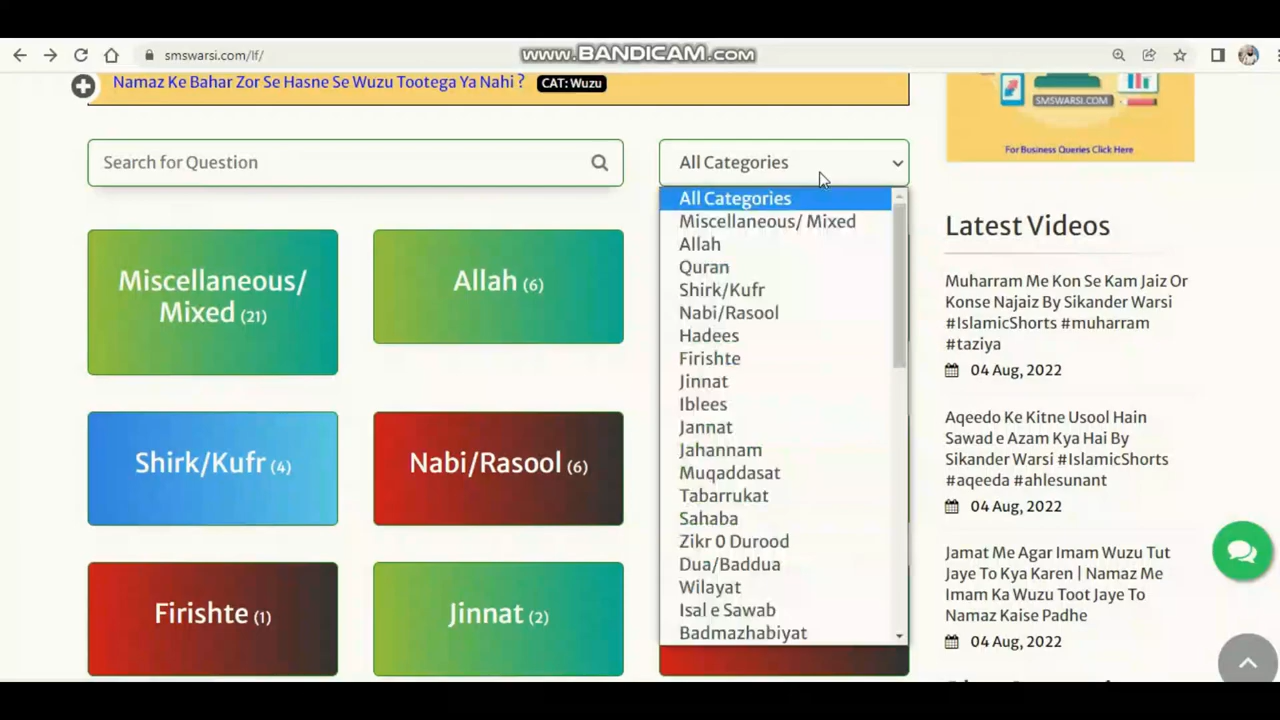 smswarsi.com/lf/
www.BANDICAM.com
Namaz Ke Bahar Zor Se Hasne Se Wuzu Tootega Ya Nahi ? CAT: Wuzu
SMSWARSI.COM
For Business Queries Click Here
Search for Question
All Categories
All Categories
Miscellaneous/ Mixed
Allah
Quran
Shirk/Kufr
Nabi/Rasool
Hadees
Firishte
Jinnat
Iblees
Jannat
Jahannam
Muqaddasat
Tabarrukat
Sahaba
Zikr O Durood
Dua/Baddua
Wilayat
Isal e Sawab
Badmazhabiyat
Miscellaneous/
Mixed (21)
Allah (6)
Shirk/Kufr (4)
Nabi/Rasool (6)
Firishte (1)
Jinnat (2)
Latest Videos
Muharram Me Kon Se Kam Jaiz Or
Konse Najaiz By Sikander Warsi
#IslamicShorts #muharram
#taziya
04 Aug, 2022
Aqeedo Ke Kitne Usool Hain
Sawad e Azam Kya Hai By
Sikander Warsi #IslamicShorts
#aqeeda #ahlesunant
04 Aug, 2022
Jamat Me Agar Imam Wuzu Tut
Jaye To Kya Karen | Namaz Me
Imam Ka Wuzu Toot Jaye To
Namaz Kaise Padhe
04 Aug, 2022